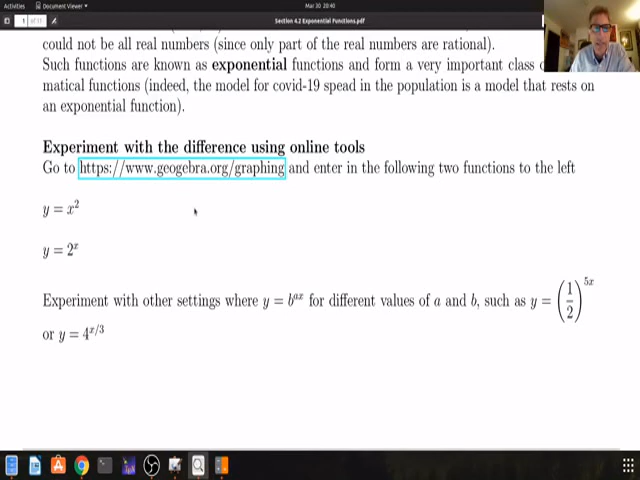 Activities
Document Viewer
Mar 30 20:40
Section 4.2 Exponential Functions.pdf
1 of 11
could not be all real numbers (since only part of the real numbers are rational).
Such functions are known as exponential functions and form a very important class
matical functions (indeed, the model for covid-19 spead in the population is a model that rests on
an exponential function).
Experiment with the difference using online tools
Go to https://www.geogebra.org/graphing and enter in the following two functions to the left
y = x²
y = 2ˣ
Experiment with other settings where y = bᵃˣ for different values of a and b, such as y = (1/2)⁵ˣ
or y = 4ˣᐟ³